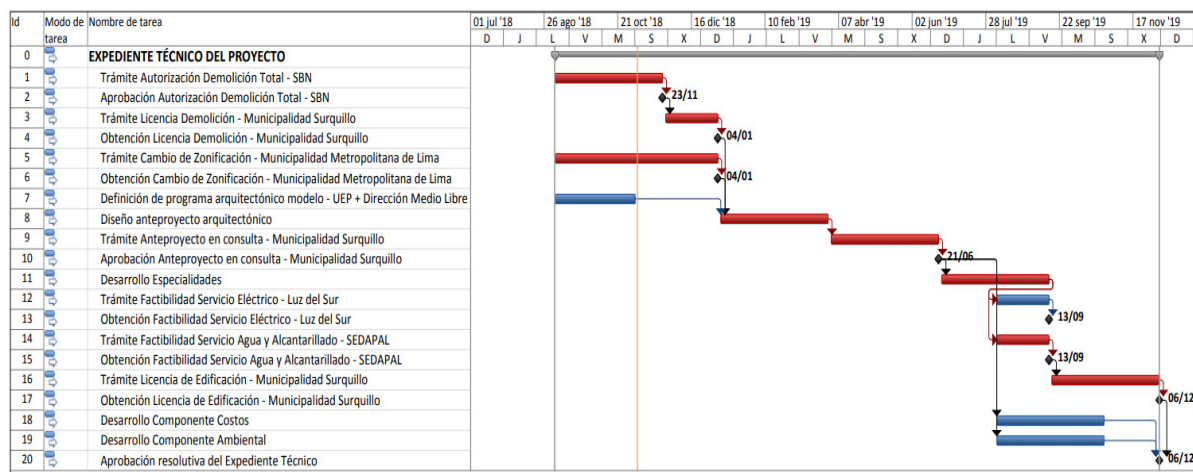 Id Modo de tarea Nombre de tarea 01 jul '18 26 ago '18 21 oct '18 16 dic '18 10 feb '19 07 abr '19 02 jun '19 28 jul '19 22 sep '19 17 nov '19
D J L V M S X D J L V M S X D J L V M S X D
0 EXPEDIENTE TÉCNICO DEL PROYECTO
1 Trámite Autorización Demolición Total - SBN
2 Aprobación Autorización Demolición Total - SBN 23/11
3 Trámite Licencia Demolición - Municipalidad Surquillo
4 Obtención Licencia Demolición - Municipalidad Surquillo 04/01
5 Trámite Cambio de Zonificación - Municipalidad Metropolitana de Lima
6 Obtención Cambio de Zonificación - Municipalidad Metropolitana de Lima 04/01
7 Definición de programa arquitectónico modelo - UEP + Dirección Medio Libre
8 Diseño anteproyecto arquitectónico
9 Trámite Anteproyecto en consulta - Municipalidad Surquillo
10 Aprobación Anteproyecto en consulta - Municipalidad Surquillo 21/06
11 Desarrollo Especialidades
12 Trámite Factibilidad Servicio Eléctrico - Luz del Sur
13 Obtención Factibilidad Servicio Eléctrico - Luz del Sur 13/09
14 Trámite Factibilidad Servicio Agua y Alcantarillado - SEDAPAL
15 Obtención Factibilidad Servicio Agua y Alcantarillado - SEDAPAL 13/09
16 Trámite Licencia de Edificación - Municipalidad Surquillo
17 Obtención Licencia de Edificación - Municipalidad Surquillo 06/12
18 Desarrollo Componente Costos
19 Desarrollo Componente Ambiental
20 Aprobación resolutiva del Expediente Técnico 06/12